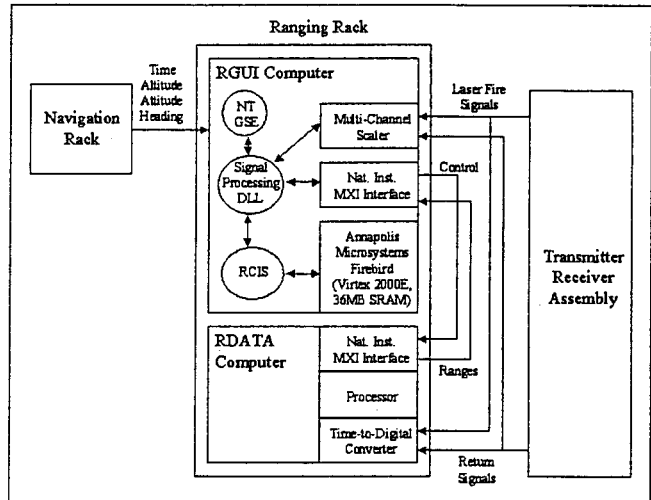 Ranging Rack
RGUI Computer
Time
Altitude
Attitude
Heading
Navigation
Rack
NT
GSE
Multi-Channel
Scaler
Laser Fire
Signals
Signal
Processing
DLL
Nat. Inst.
MXI Interface
Control
RCIS
Annapolis
Microsystems
Firebird
(Virtex 2000E,
36MB SRAM)
Transmitter
Receiver
Assembly
RDATA
Computer
Nat. Inst.
MXI Interface
Ranges
Processor
Time-to-Digital
Converter
Return
Signals